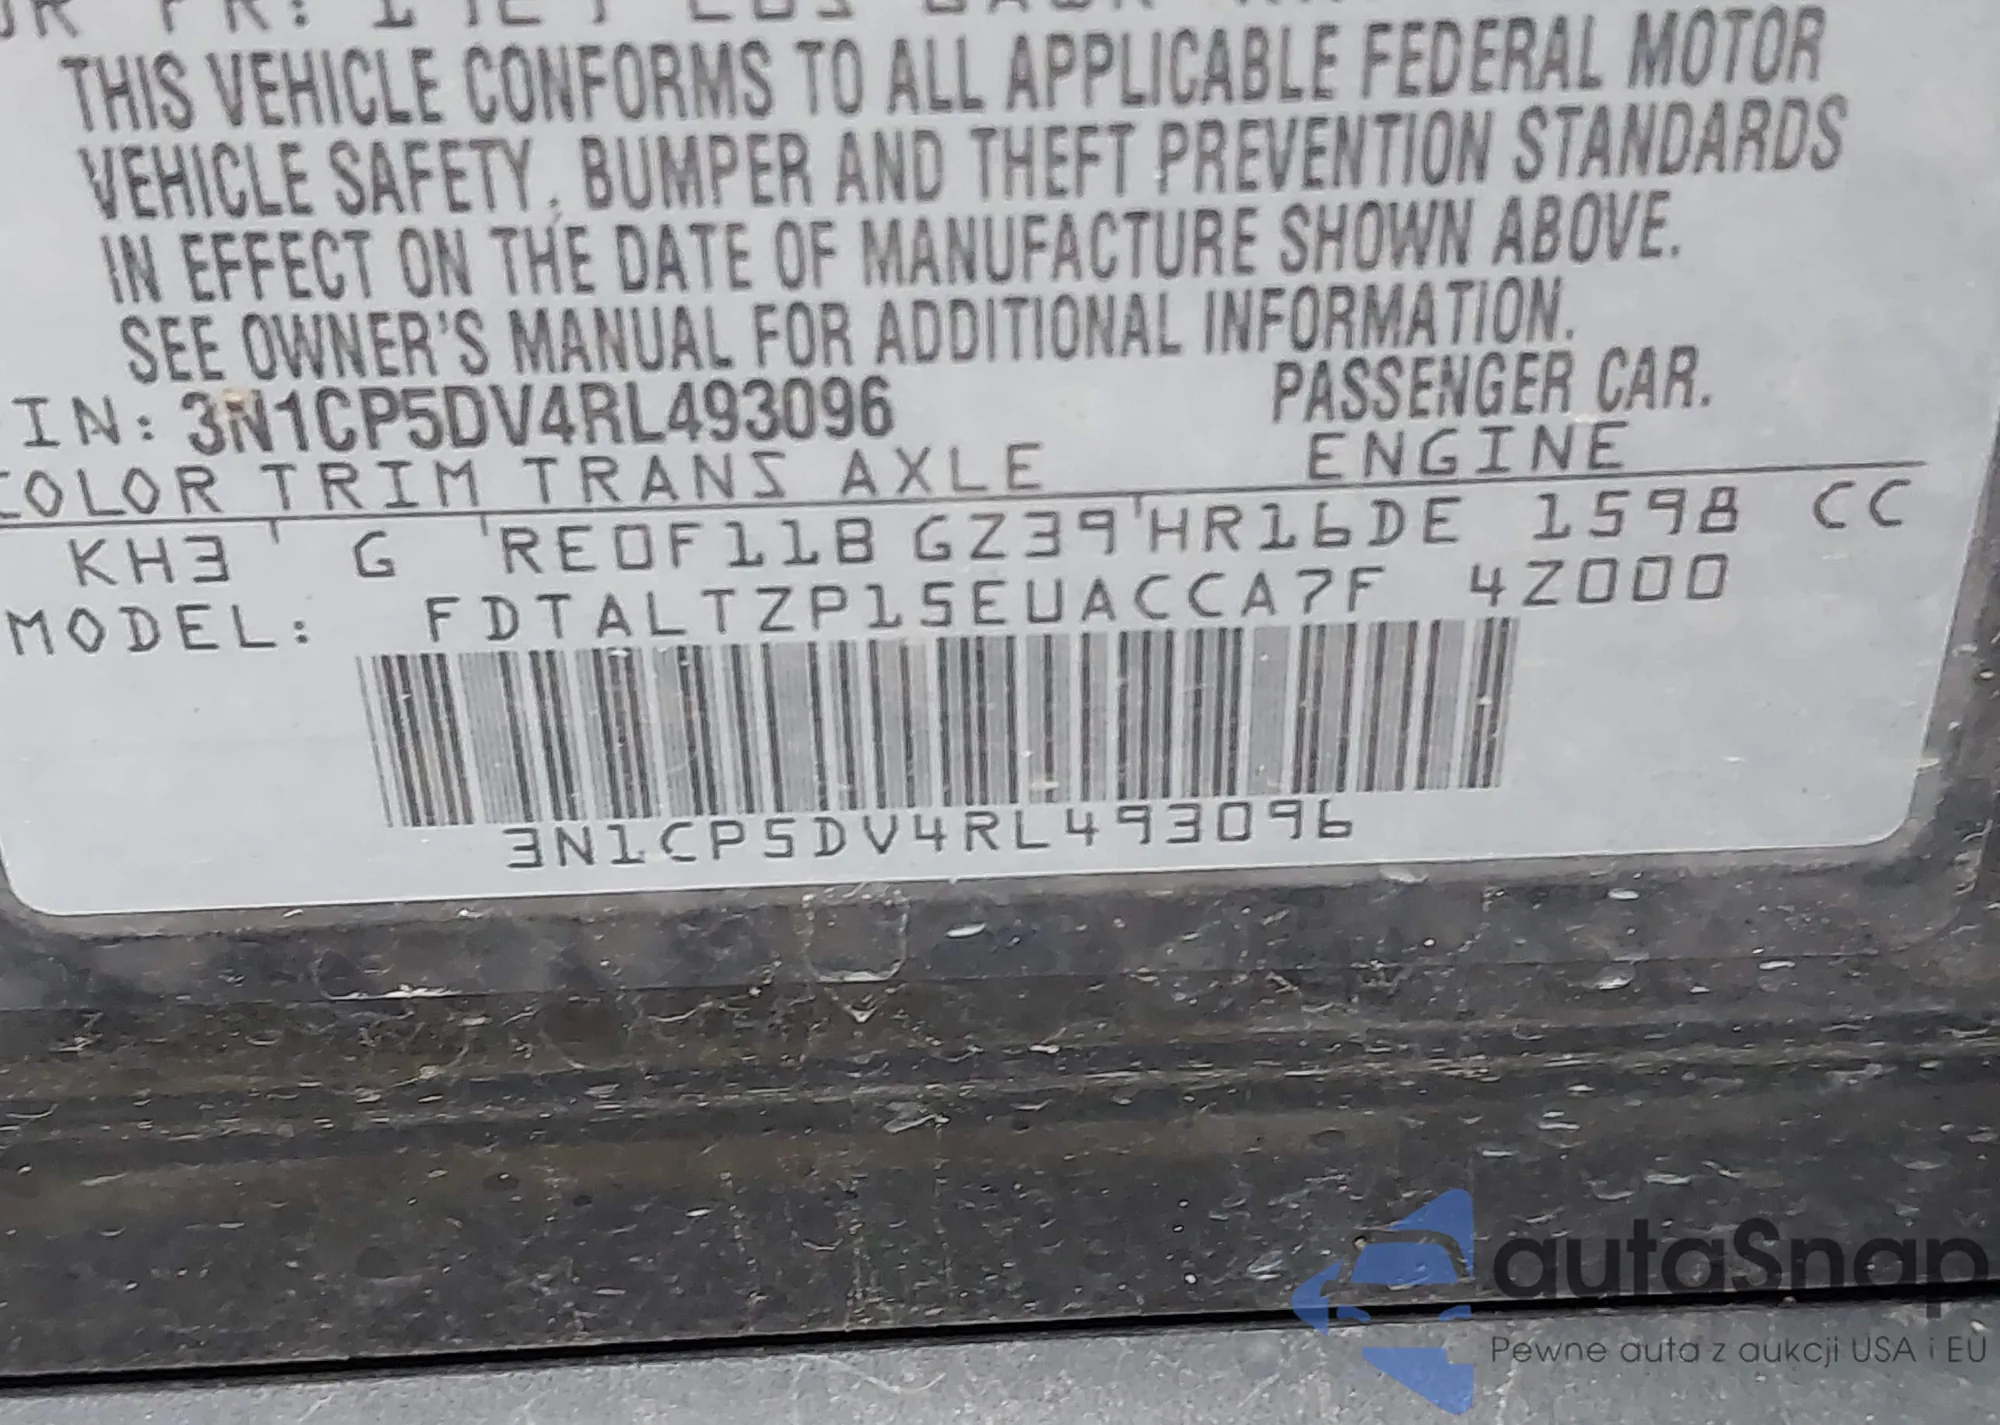 THIS VEHICLE CONFORMS TO ALL APPLICABLE FEDERAL MOTOR
VEHICLE SAFETY, BUMPER AND THEFT PREVENTION STANDARDS
IN EFFECT ON THE DATE OF MANUFACTURE SHOWN ABOVE.
SEE OWNER'S MANUAL FOR ADDITIONAL INFORMATION.
IN: 3N1CP5DV4RL493096 PASSENGER CAR.
COLOR TRIM TRANS AXLE ENGINE
KH3 G RE0F11B GZ39 HR16DE 1598 CC
MODEL: FDTALTZP15EUACCA7F 4Z000
3N1CP5DV4RL493096
autaSnap
Pewne auta z aukcji USA i EU